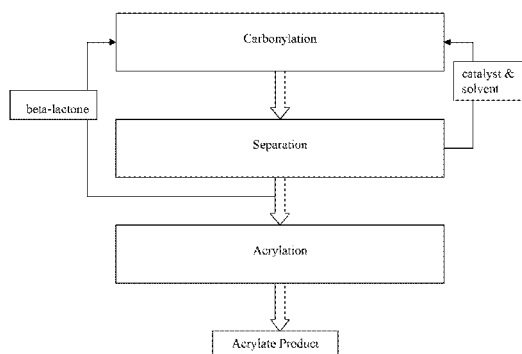 Carbonylation
catalyst &
solvent
beta-lactone
Separation
Acrylation
Acrylate Product